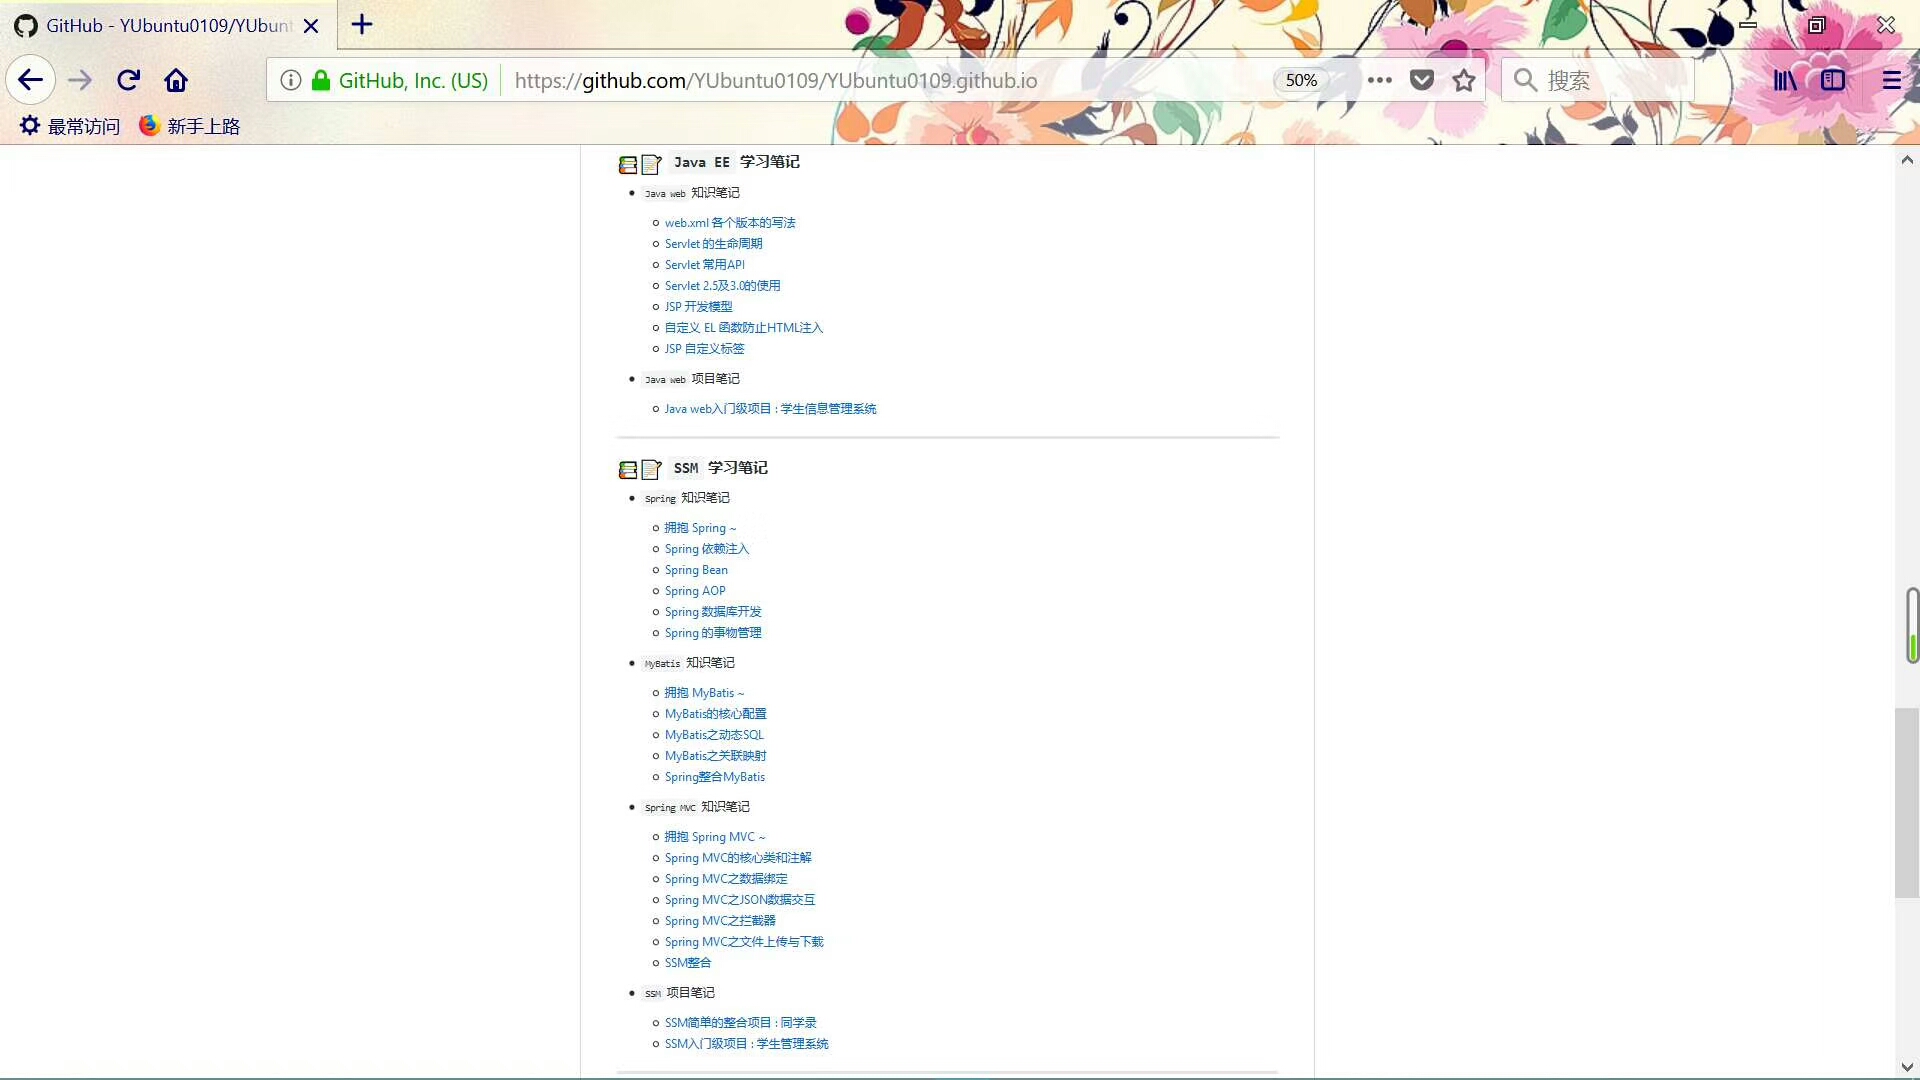 GitHub - YUbuntu0109/YUbunt
GitHub, Inc. (US) https://github.com/YUbuntu0109/YUbuntu0109.github.io 50% 搜索
最常访问 新手上路
Java EE 学习笔记
Java web 知识笔记
web.xml 各个版本的写法
Servlet 的生命周期
Servlet 常用API
Servlet 2.5及3.0的使用
JSP 开发模型
自定义 EL 函数防止HTML注入
JSP 自定义标签
Java web 项目笔记
Java web入门级项目 : 学生信息管理系统
SSM 学习笔记
Spring 知识笔记
拥抱 Spring ~
Spring 依赖注入
Spring Bean
Spring AOP
Spring 数据库开发
Spring 的事物管理
MyBatis 知识笔记
拥抱 MyBatis ~
MyBatis的核心配置
MyBatis之动态SQL
MyBatis之关联映射
Spring整合MyBatis
Spring MVC 知识笔记
拥抱 Spring MVC ~
Spring MVC的核心类和注解
Spring MVC之数据绑定
Spring MVC之JSON数据交互
Spring MVC之拦截器
Spring MVC之文件上传与下载
SSM整合
SSM 项目笔记
SSM简单的整合项目 : 同学录
SSM入门级项目 : 学生管理系统